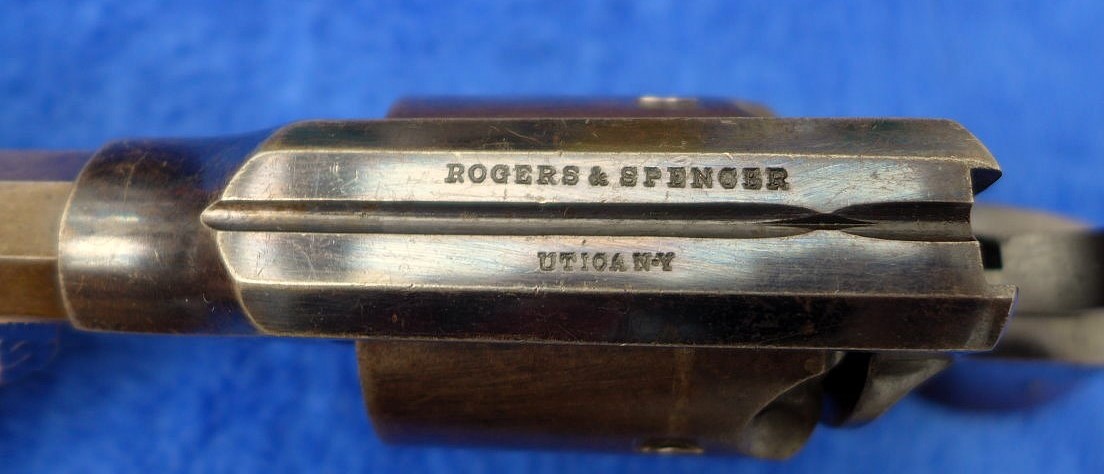 ROGERS & SPENCER
UTICA N-Y